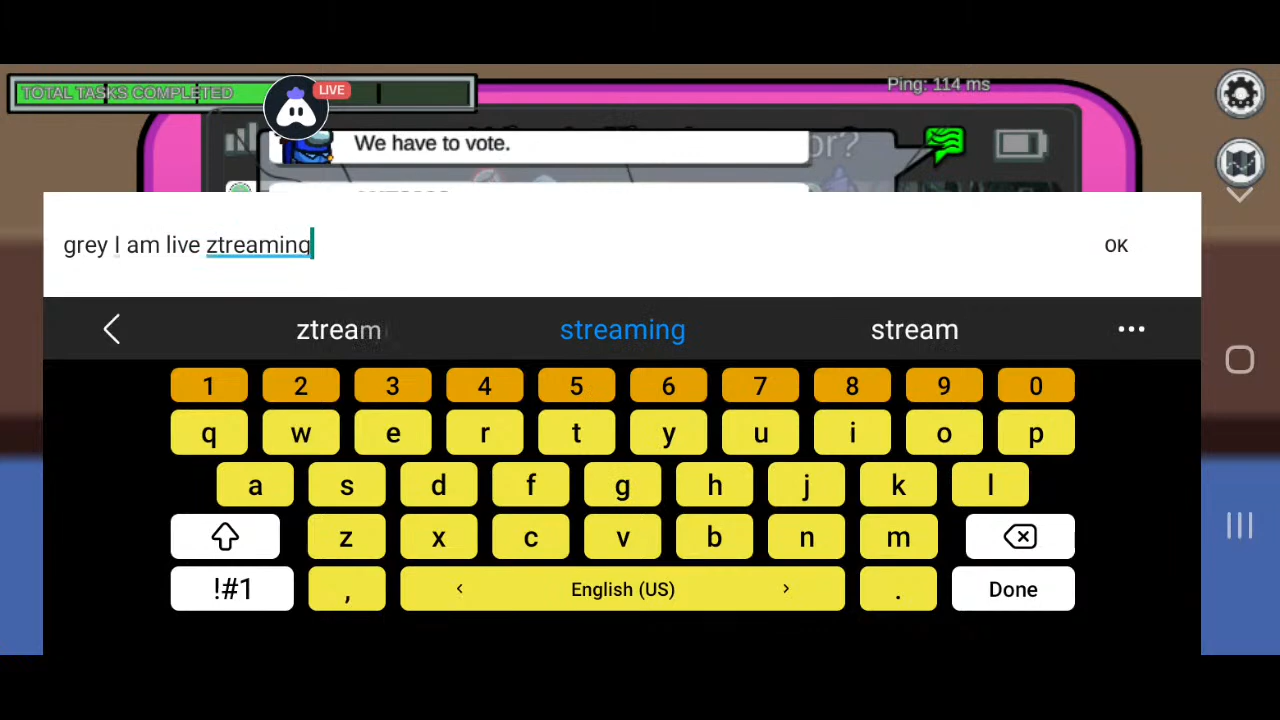 TOTAL TASKS COMPLETED
LIVE
Ping: 114 ms
or?
We have to vote.
grey I am live ztreaming
OK
ztream streaming stream
1 2 3 4 5 6 7 8 9 0
q w e r t y u i o p
a s d f g h j k l
z x c v b n m
!#1 , English (US) . Done